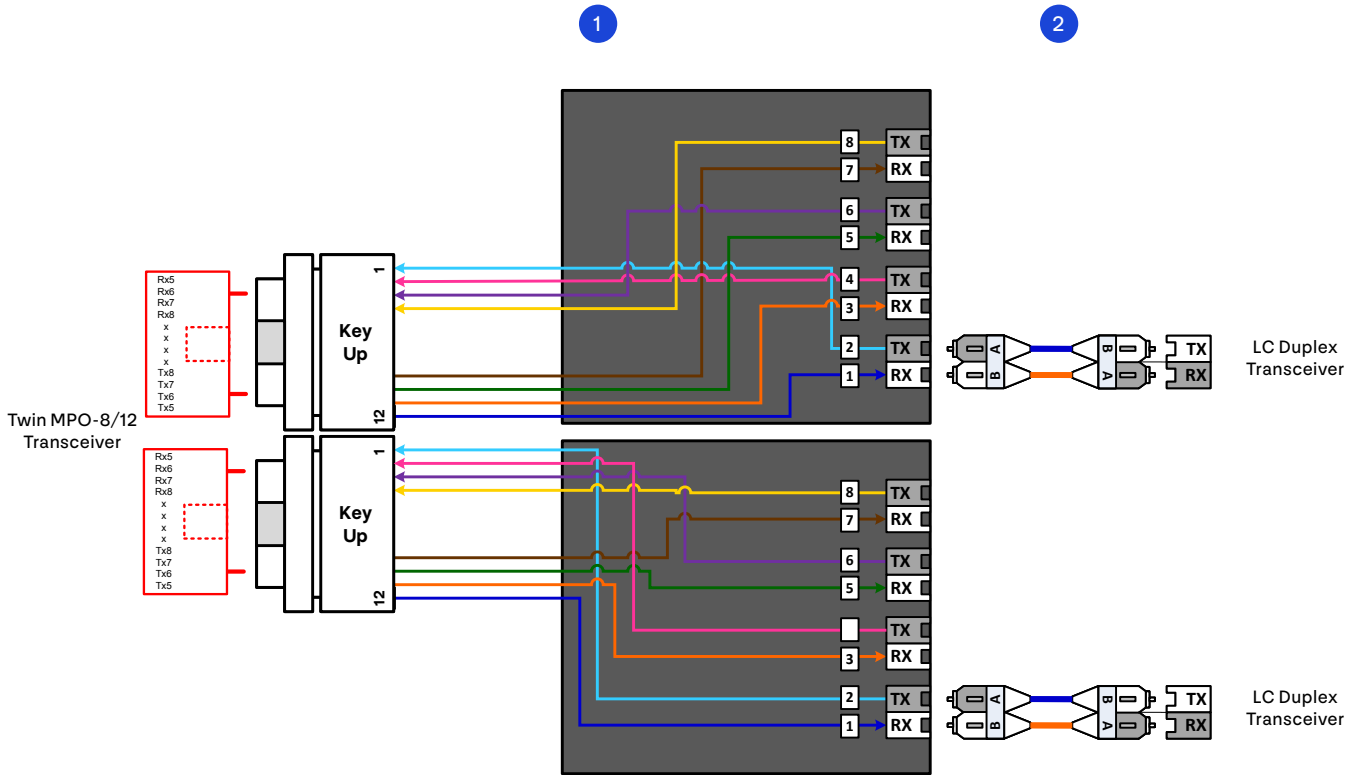 1
2
8 TX
7 RX
6 TX
5 RX
4 TX
3 RX
2 TX
1 RX
1
Key
Up
12
Rx5
Rx6
Rx7
Rx8
x
x
x
x
Tx8
Tx7
Tx6
Tx5
A B TX
B A RX
LC Duplex
Transceiver
Twin MPO-8/12
Transceiver
1
Key
Up
12
Rx5
Rx6
Rx7
Rx8
x
x
x
x
Tx8
Tx7
Tx6
Tx5
8 TX
7 RX
6 TX
5 RX
TX
3 RX
2 TX
1 RX
A B TX
B A RX
LC Duplex
Transceiver